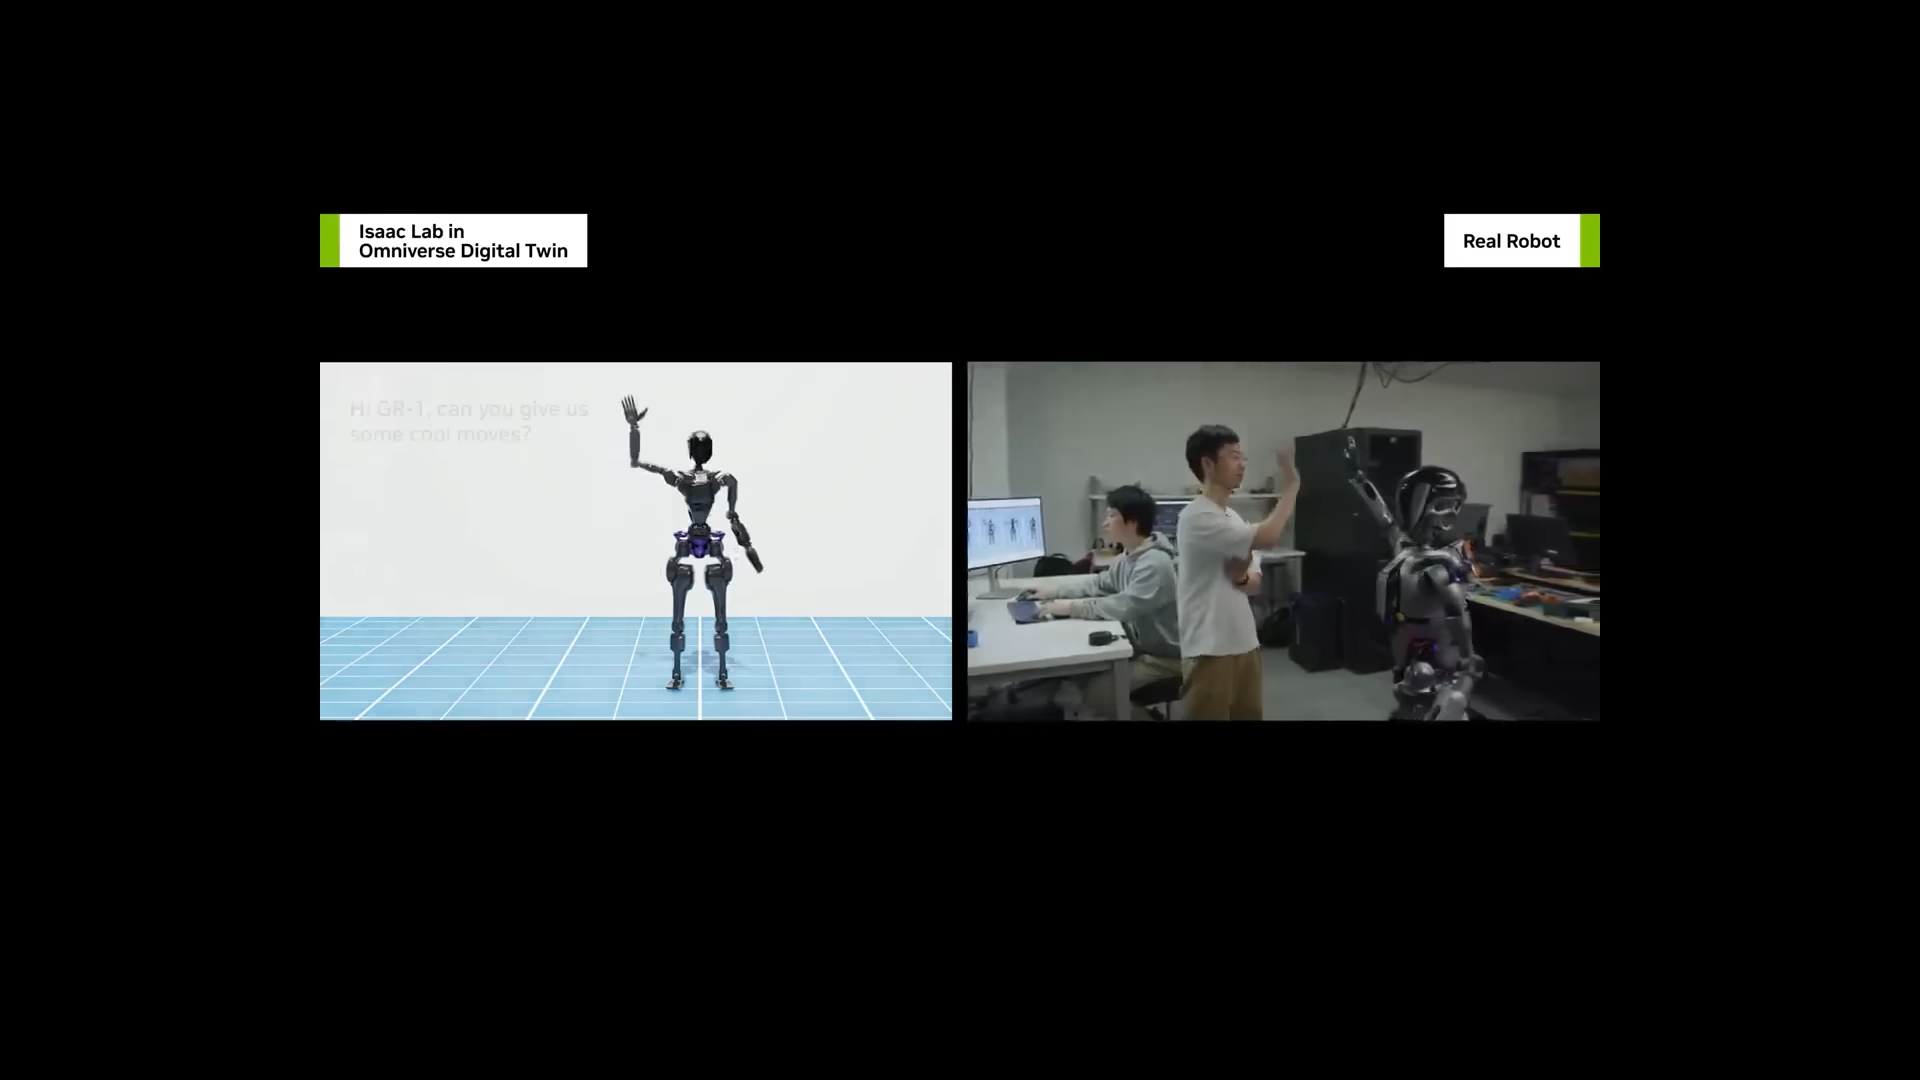 Isaac Lab in
Omniverse Digital Twin
Real Robot
Hi GR-1, can you give us
some cool moves?